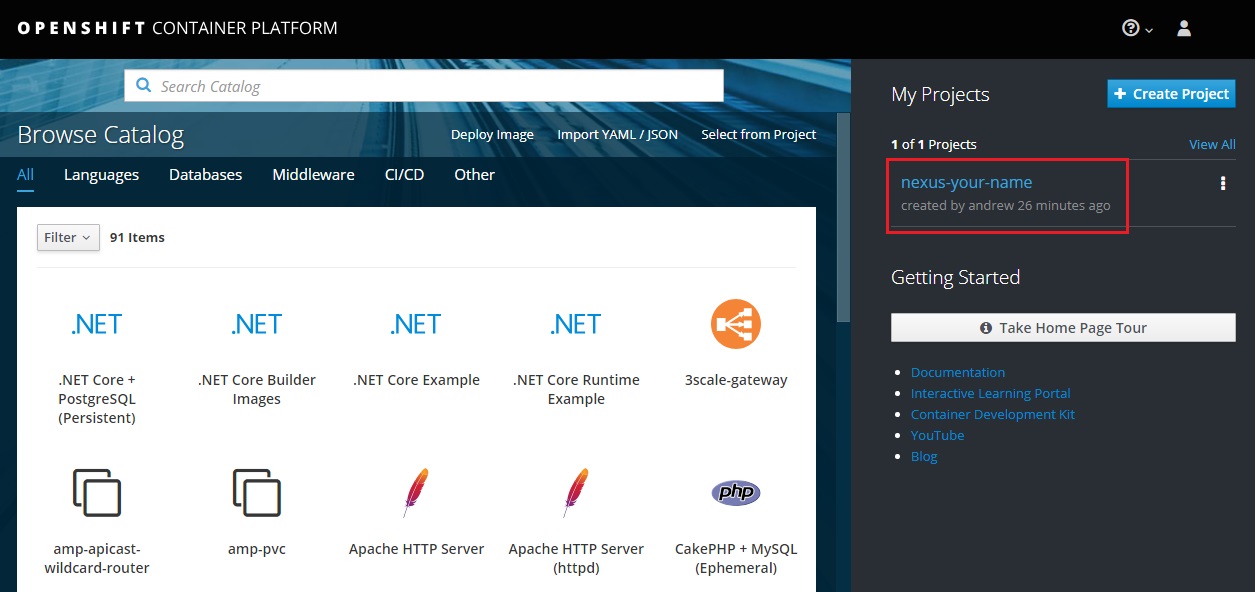 OPENSHIFT CONTAINER PLATFORM
Search Catalog
Browse Catalog
Deploy Image
Import YAML / JSON
Select from Project
All
Languages
Databases
Middleware
CI/CD
Other
Filter
91 Items
.NET
.NET Core +
PostgreSQL
(Persistent)
.NET
.NET Core Builder
Images
.NET
.NET Core Example
.NET
.NET Core Runtime
Example
3scale-gateway
amp-apicast-
wildcard-router
amp-pvc
Apache HTTP Server
Apache HTTP Server
(httpd)
php
CakePHP + MySQL
(Ephemeral)
My Projects
Create Project
1 of 1 Projects
View All
nexus-your-name
created by andrew 26 minutes ago
Getting Started
Take Home Page Tour
Documentation
Interactive Learning Portal
Container Development Kit
YouTube
Blog